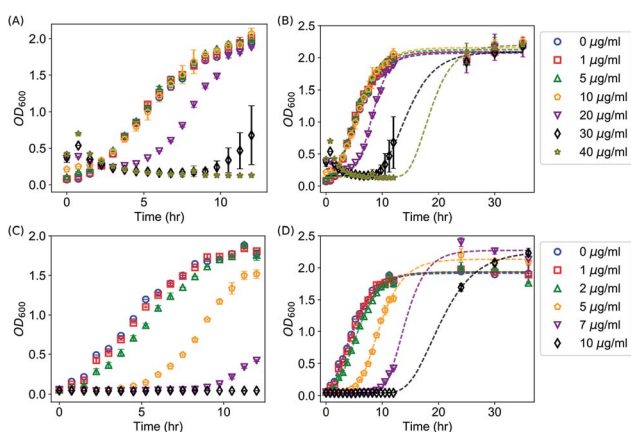 (A)
2.0
1.5
1.0
0.5
0.0
OD600
0
5
10
Time (hr)
(B)
2.5
2.0
1.5
1.0
0.5
0.0
OD600
0
10
20
30
Time (hr)
0 μg/ml
1 μg/ml
5 μg/ml
10 μg/ml
20 μg/ml
30 μg/ml
40 μg/ml
(C)
2.0
1.5
1.0
0.5
0.0
OD600
0
5
10
Time (hr)
(D)
2.5
2.0
1.5
1.0
0.5
0.0
OD600
0
10
20
30
Time (hr)
0 μg/ml
1 μg/ml
2 μg/ml
5 μg/ml
7 μg/ml
10 μg/ml